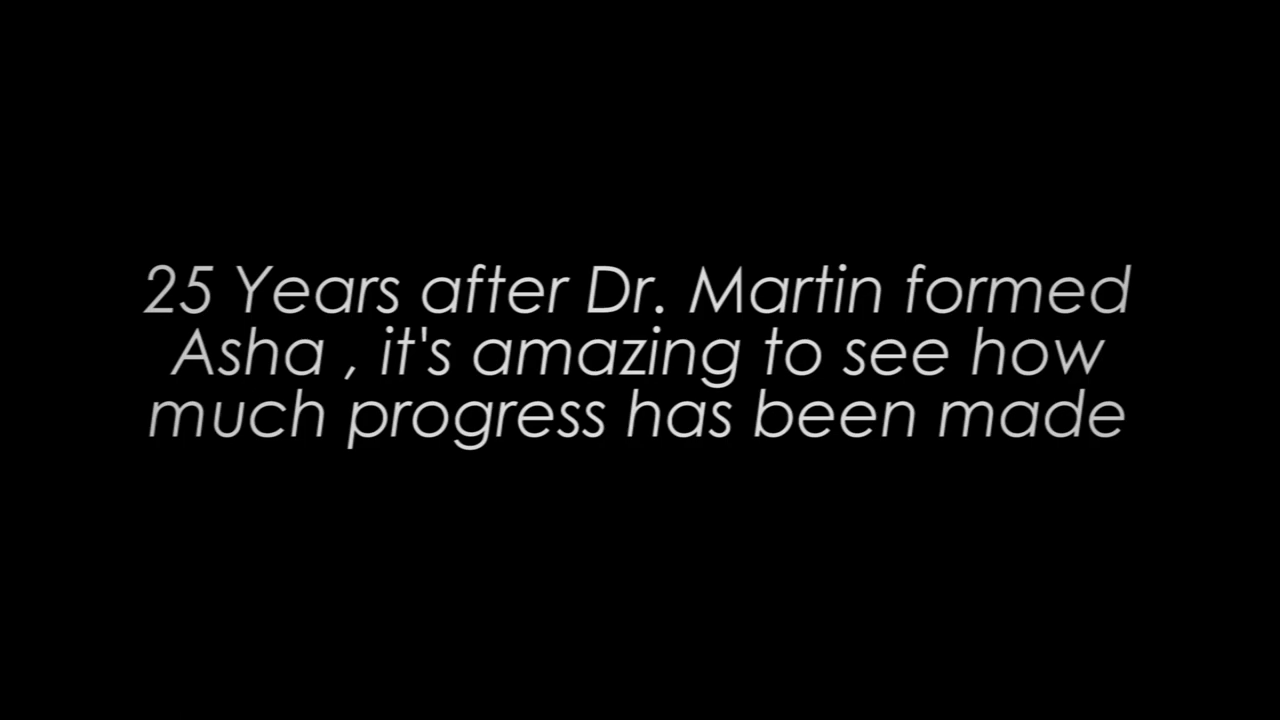 25 Years after Dr. Martin formed
Asha , it's amazing to see how
much progress has been made